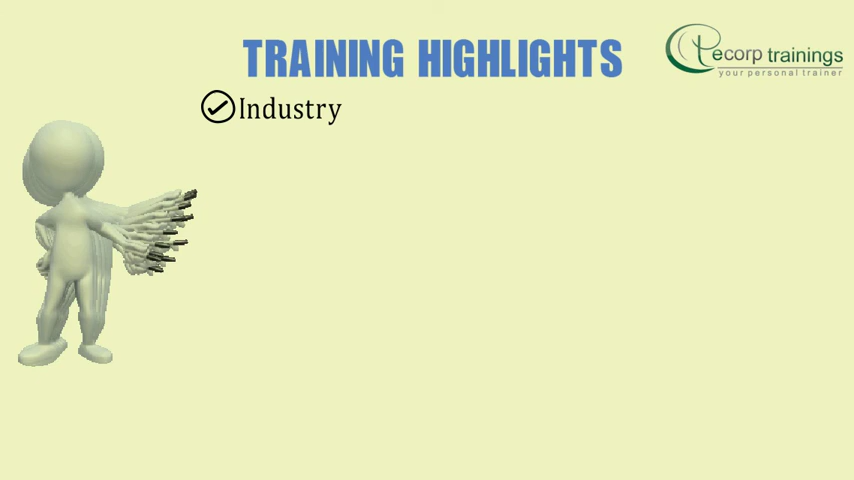 TRAINING HIGHLIGHTS
ecorp trainings
your personal trainer
Industry